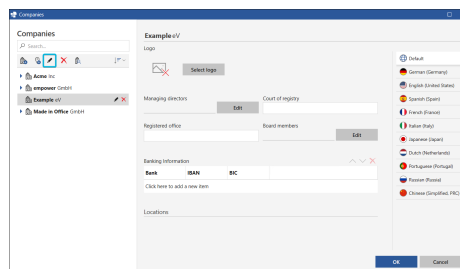 Companies
Companies
Search...
Acme Inc
empower GmbH
Example eV
Made in Office GmbH
Example eV
Logo
Select logo
Managing directors
Edit
Court of registry
Registered office
Board members
Edit
Banking information
Bank IBAN BIC
Click here to add a new item
Locations
Default
German (Germany)
English (United States)
Spanish (Spain)
French (France)
Italian (Italy)
Japanese (Japan)
Dutch (Netherlands)
Portuguese (Portugal)
Russian (Russia)
Chinese (Simplified, PRC)
OK Cancel